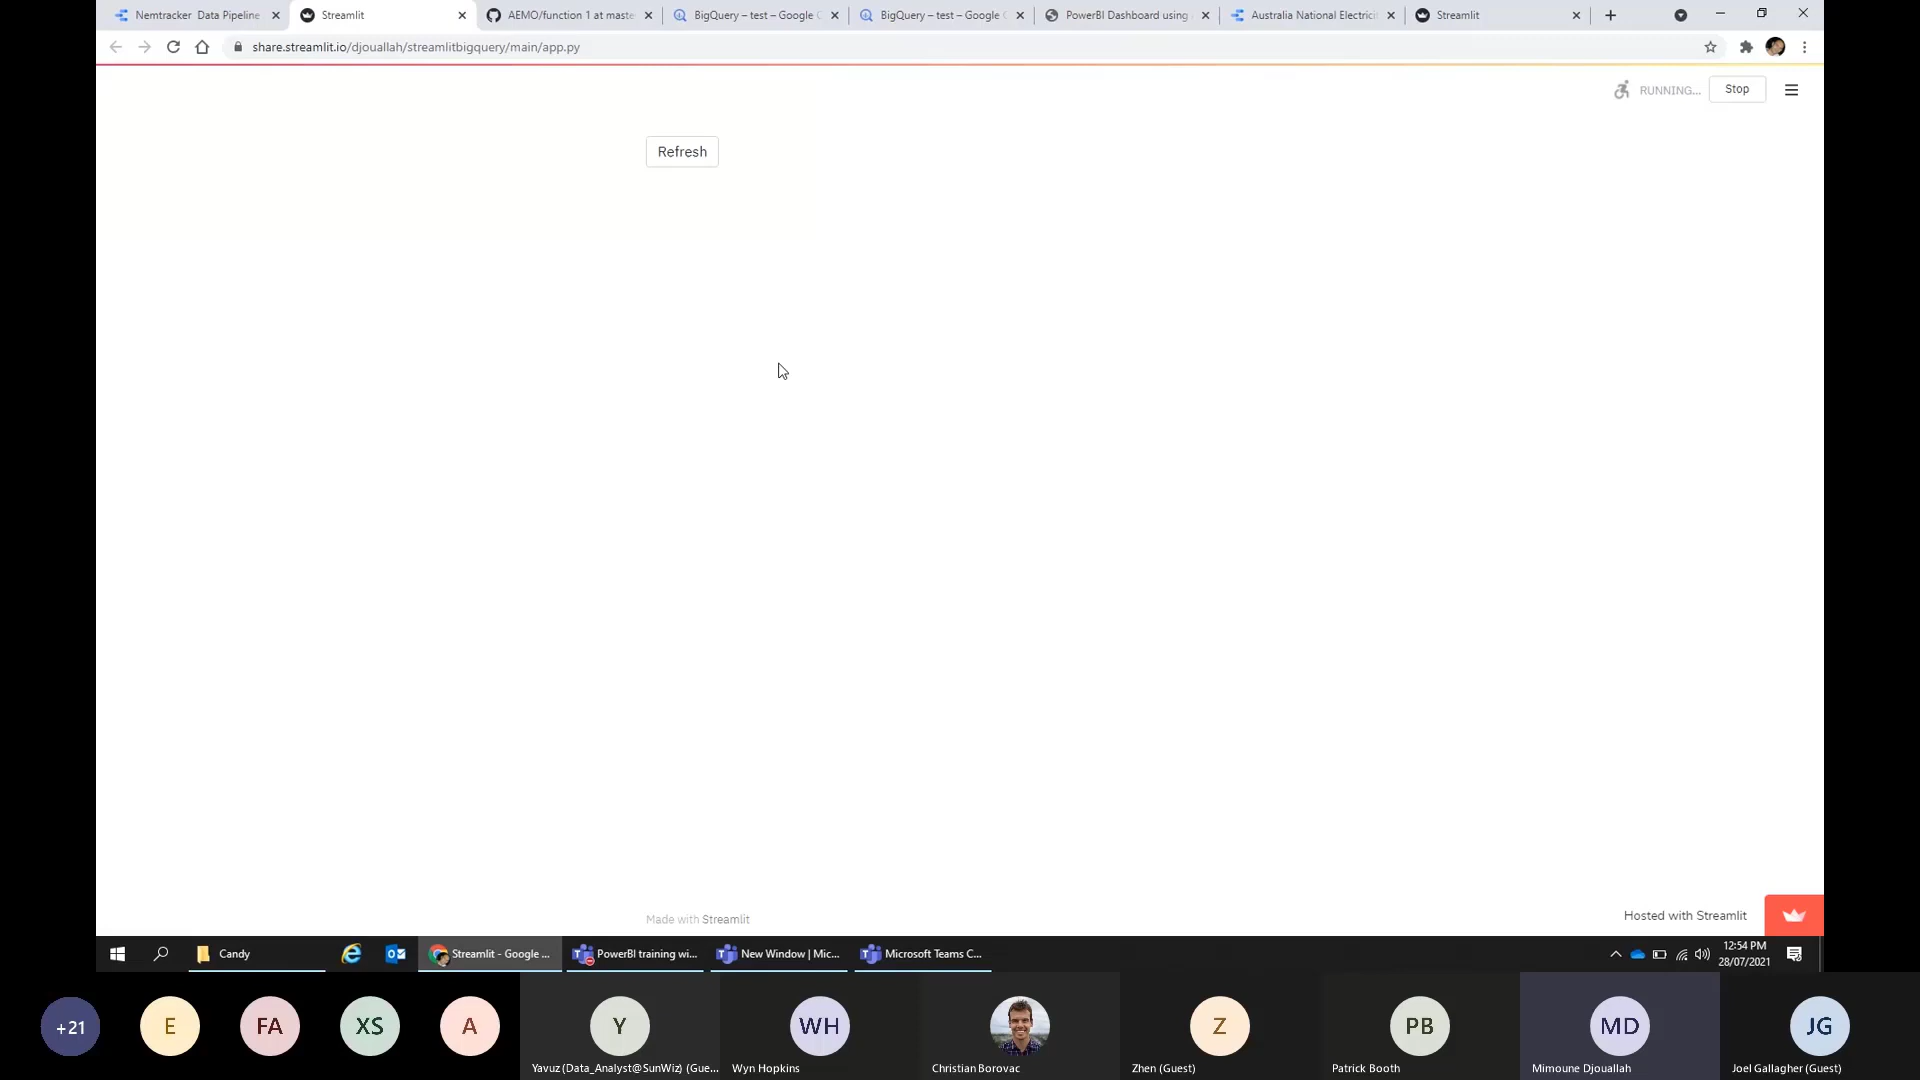 Nemtracker Data Pipeline
Streamlit
AEMO/function 1 at maste
BigQuery – test – Google C
BigQuery – test – Google C
PowerBI Dashboard using
Australia National Electrici
Streamlit
share.streamlit.io/djouallah/streamlitbigquery/main/app.py
RUNNING...
Stop
Refresh
Made with Streamlit
Hosted with Streamlit
Candy
Streamlit - Google ...
PowerBI training wi...
New Window | Mic...
Microsoft Teams C...
12:54 PM
28/07/2021
+21
E
FA
XS
A
Y
WH
Z
PB
MD
JG
Yavuz (Data_Analyst@SunWiz) (Gue...
Wyn Hopkins
Christian Borovac
Zhen (Guest)
Patrick Booth
Mimoune Djouallah
Joel Gallagher (Guest)